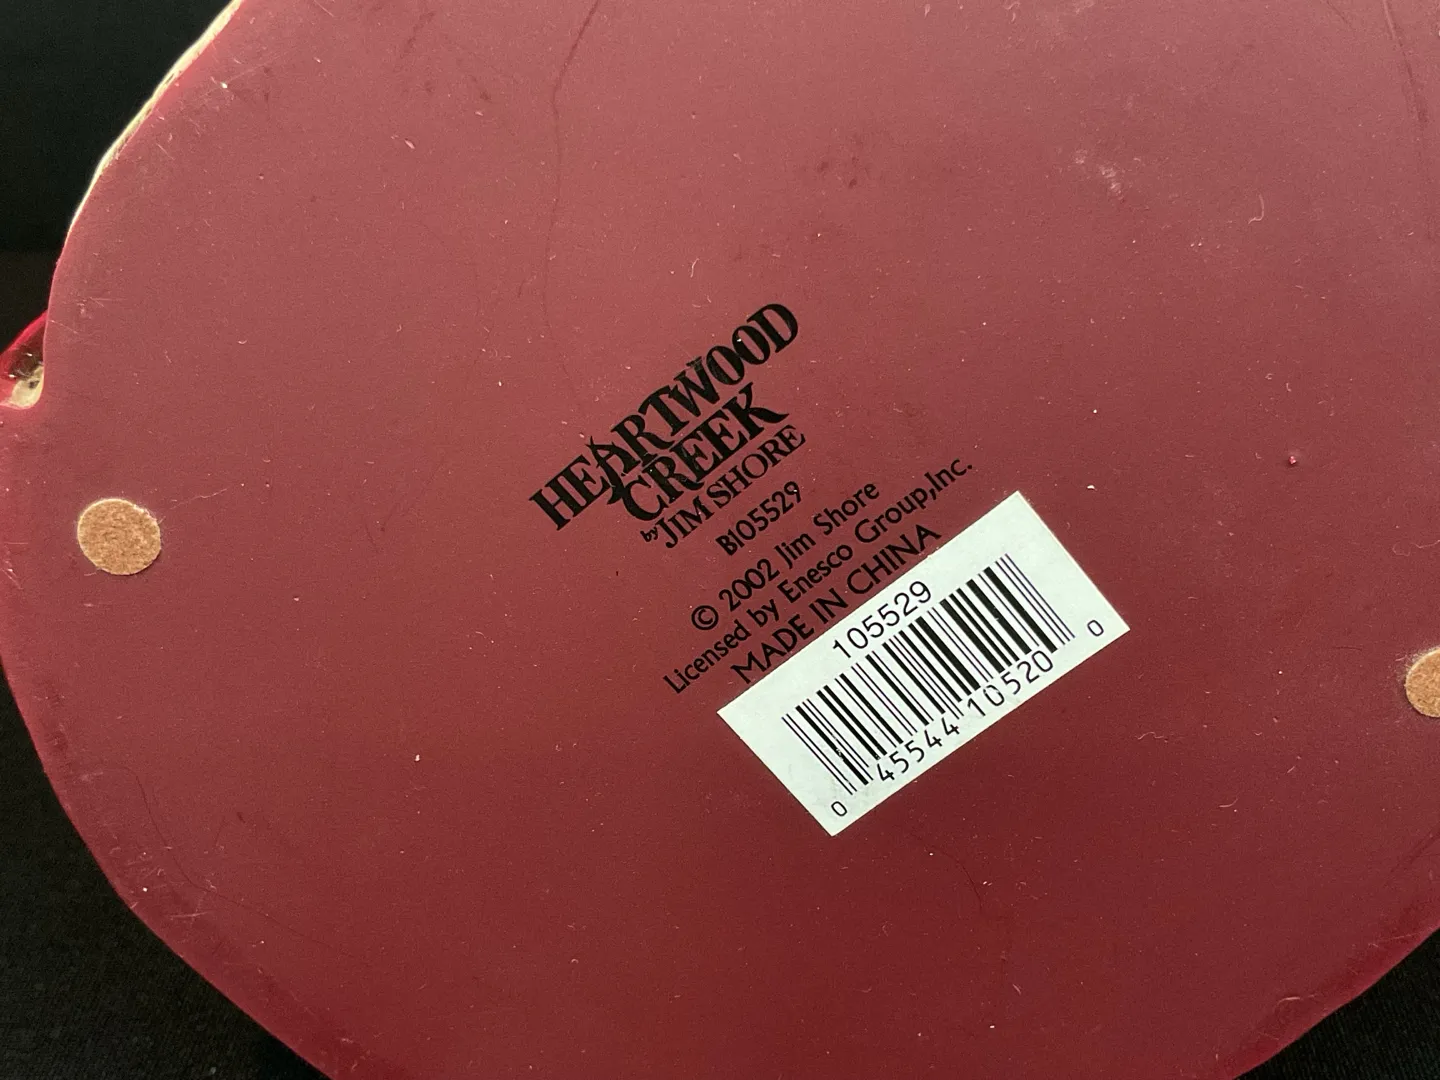 HEARTWOOD
CREEK
by JIM SHORE
B105529
© 2002 Jim Shore
Licensed by Enesco Group,Inc.
MADE IN CHINA
105529
0 45544 10520 0